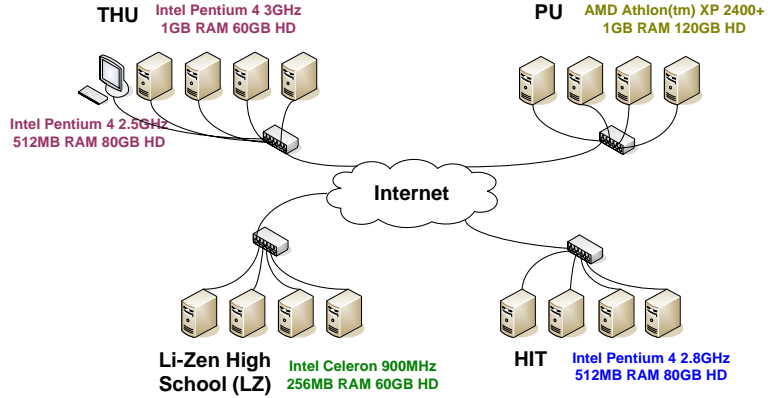 THU
Intel Pentium 4 3GHz
1GB RAM 60GB HD
PU
AMD Athlon(tm) XP 2400+
1GB RAM 120GB HD
Intel Pentium 4 2.5GHz
512MB RAM 80GB HD
Internet
Li-Zen High
School (LZ)
Intel Celeron 900MHz
256MB RAM 60GB HD
HIT
Intel Pentium 4 2.8GHz
512MB RAM 80GB HD